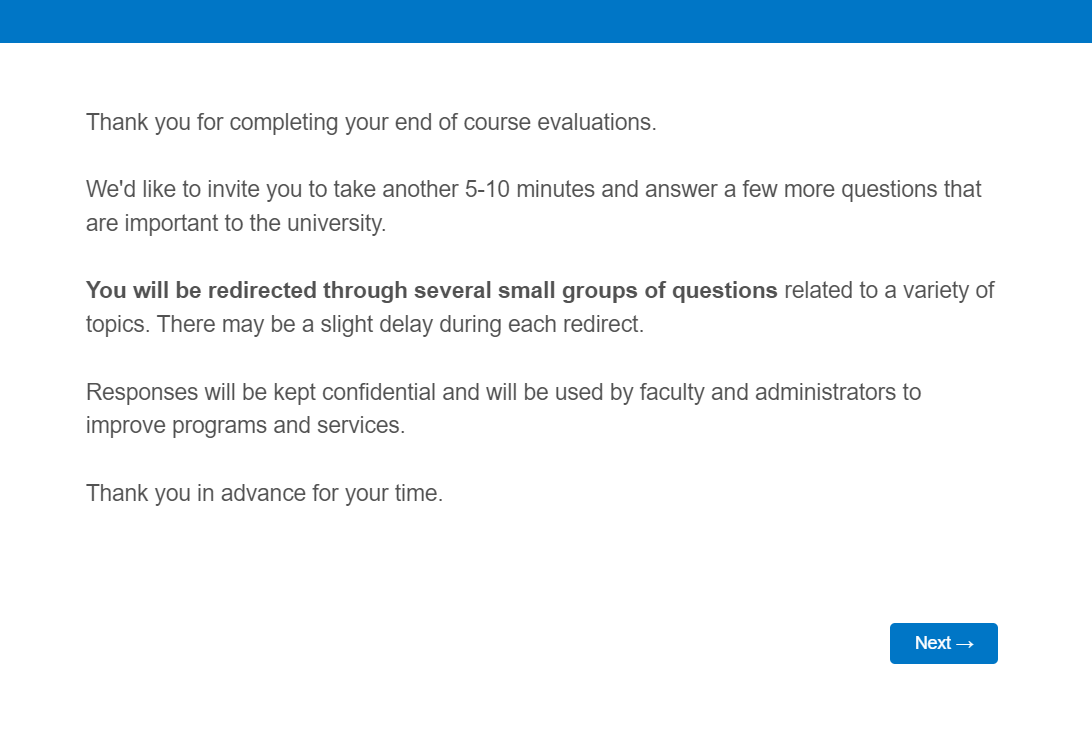 Thank you for completing your end of course evaluations.
We'd like to invite you to take another 5-10 minutes and answer a few more questions that
are important to the university.
You will be redirected through several small groups of questions related to a variety of
topics. There may be a slight delay during each redirect.
Responses will be kept confidential and will be used by faculty and administrators to
improve programs and services.
Thank you in advance for your time.
Next →